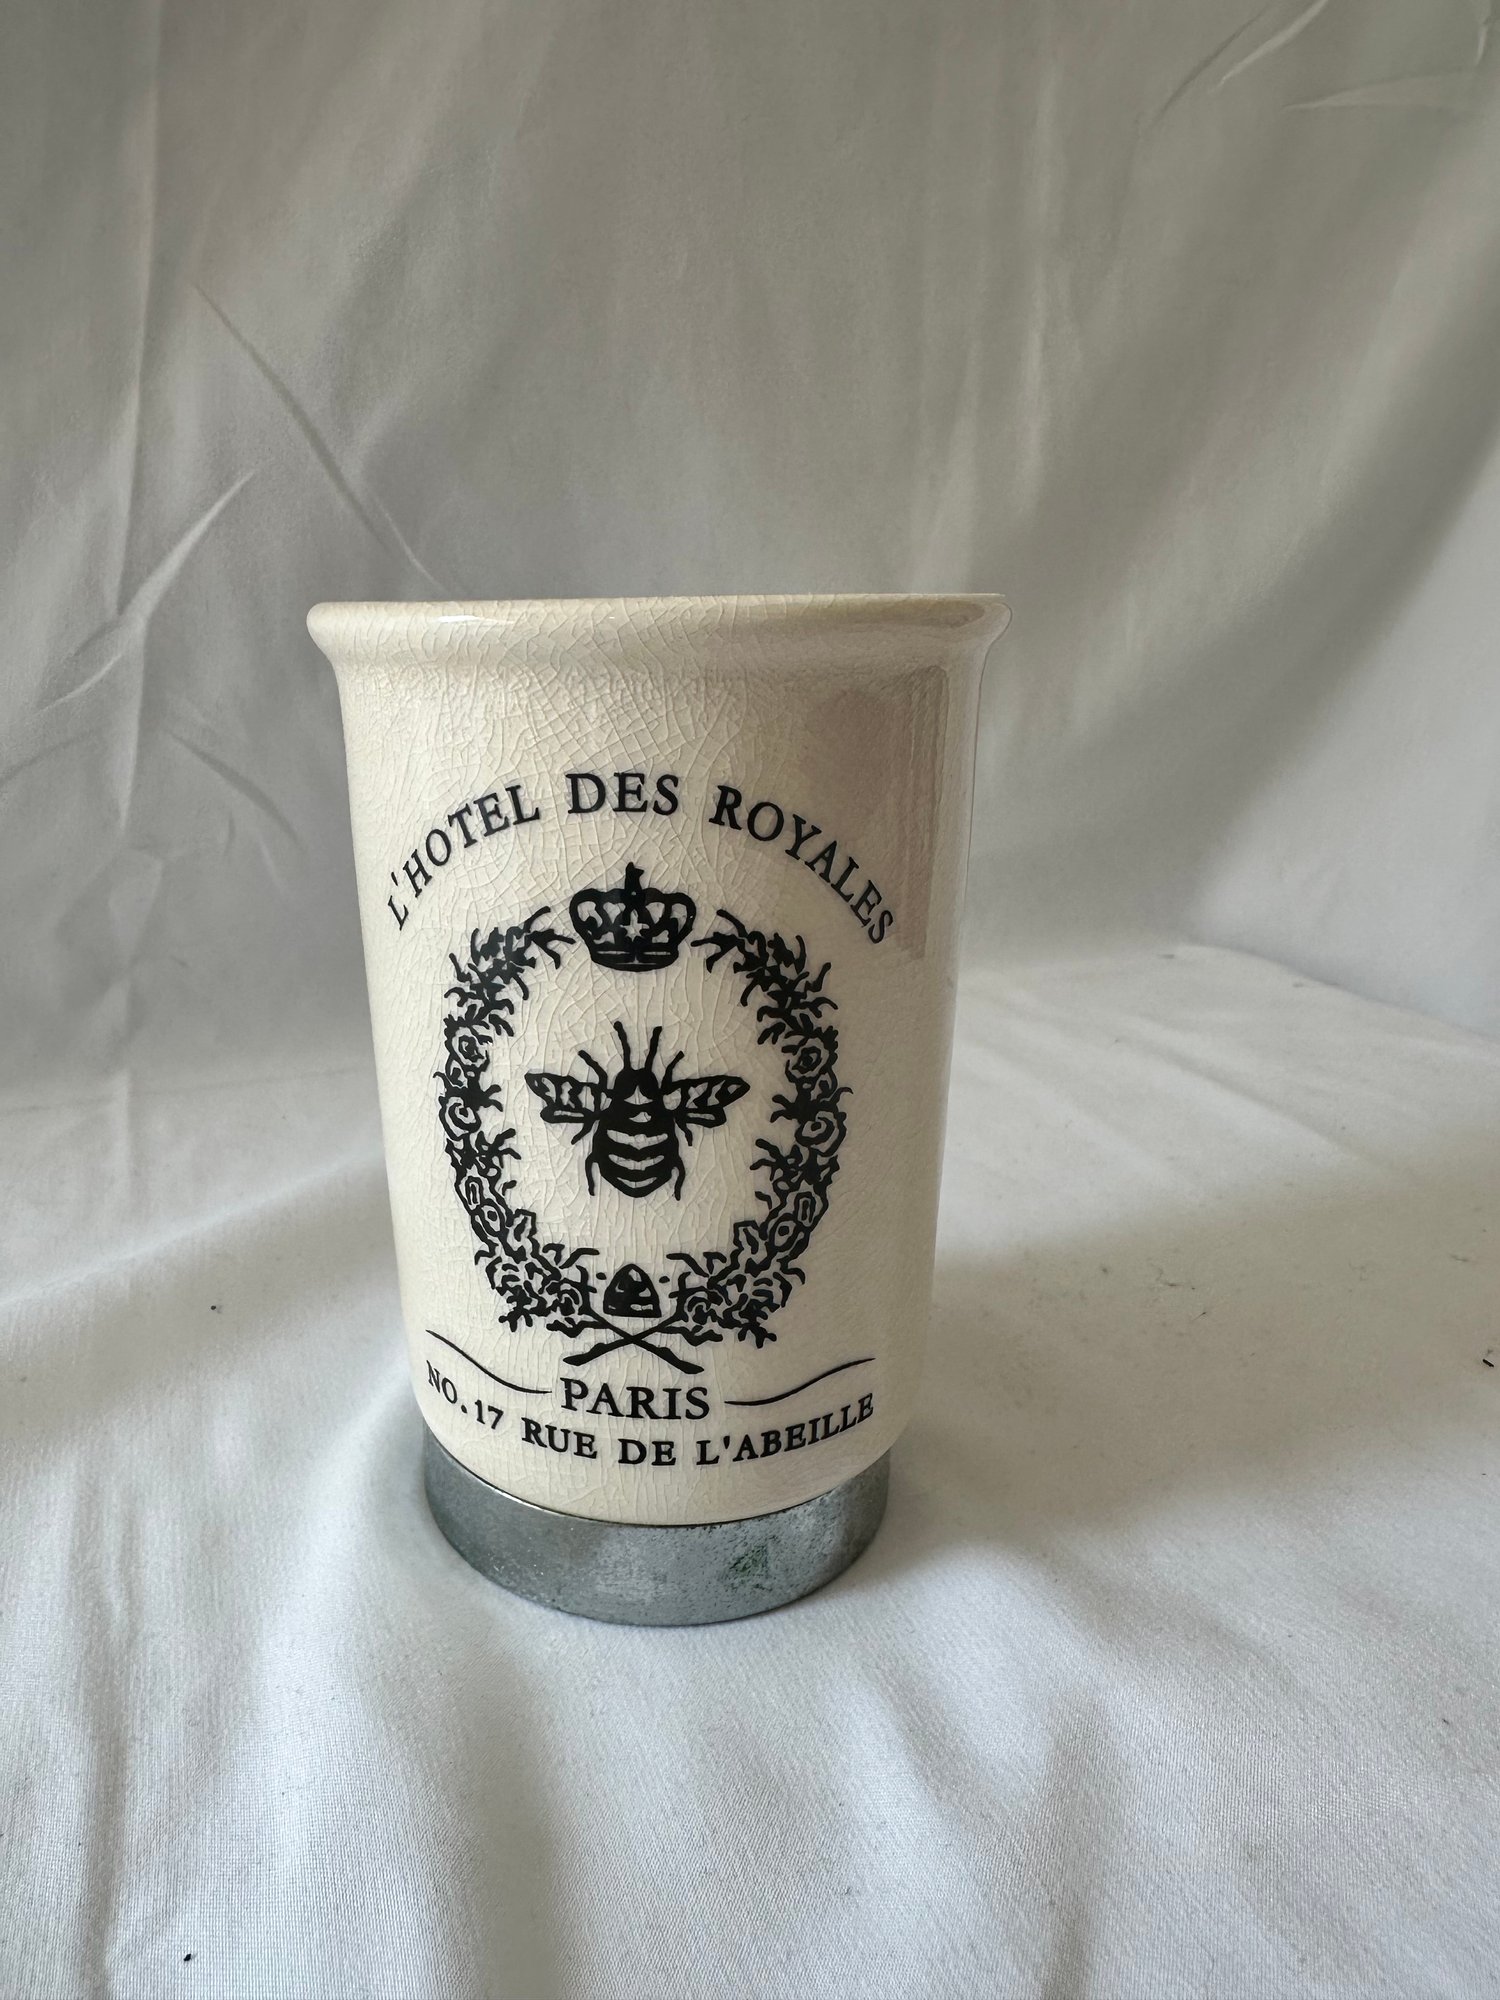 L'HOTEL DES ROYALES
PARIS
NO. 17 RUE DE L'ABEILLE